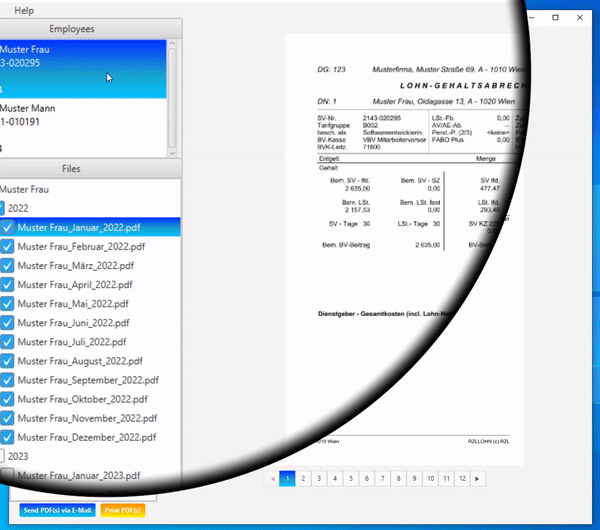 Help
Employees
Muster Frau
3-020295
4
Muster Mann
1-010191
4
Files
Muster Frau
2022
Muster Frau_Januar_2022.pdf
Muster Frau_Februar_2022.pdf
Muster Frau_März_2022.pdf
Muster Frau_April_2022.pdf
Muster Frau_Mai_2022.pdf
Muster Frau_Juni_2022.pdf
Muster Frau_Juli_2022.pdf
Muster Frau_August_2022.pdf
Muster Frau_September_2022.pdf
Muster Frau_Oktober_2022.pdf
Muster Frau_November_2022.pdf
Muster Frau_Dezember_2022.pdf
2023
Muster Frau_Januar_2023.pdf
Send PDF(s) via E-Mail Print PDF(s)
DG: 123 Musterfirma, Muster Straße 69, A - 1010 Wien
LOHN-GEHALTSABRECH
DN: 1 Muster Frau, Oidagasse 13, A - 1020 Wien
SV-Nr. 2143-020295 LSt.-Fb. 0,00
Tarifgruppe B002 AV/AE-Ab. --
besch. als Softwareentwicklerin Pend.-P. (2/3) <keine>
BV-Kasse VBV Mitarbeitervorsor FABO Plus 0,00
BVK-Leitz. 71600
Entgelt Menge
Gehalt
Bem. SV - lfd. Bem. SV - SZ SV lfd.
2 635,00 0,00 477,47
Bem. LSt. Bem. LSt. fest LSt. lfd.
2 157,53 0,00 293,46
SV - Tage 30 LSt.- Tage 30 SV KZ
Bem. BV-Beitrag 2 635,00
Dienstgeber - Gesamtkosten (incl. Lohn-
1010 Wien RZLLOHN (c) RZL
1 2 3 4 5 6 7 8 9 10 11 12